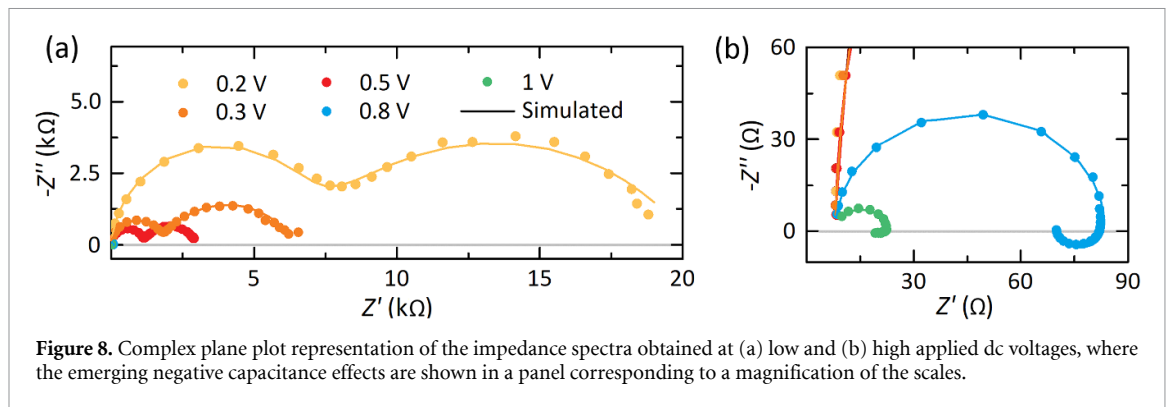 (a)
5.0
2.5
0
-Z'' (kΩ)
0.2 V
0.5 V
1 V
0.3 V
0.8 V
Simulated
0
5
10
15
20
Z' (kΩ)
(b)
60
30
0
-Z'' (Ω)
30
60
90
Z' (Ω)
Figure 8. Complex plane plot representation of the impedance spectra obtained at (a) low and (b) high applied dc voltages, where
the emerging negative capacitance effects are shown in a panel corresponding to a magnification of the scales.